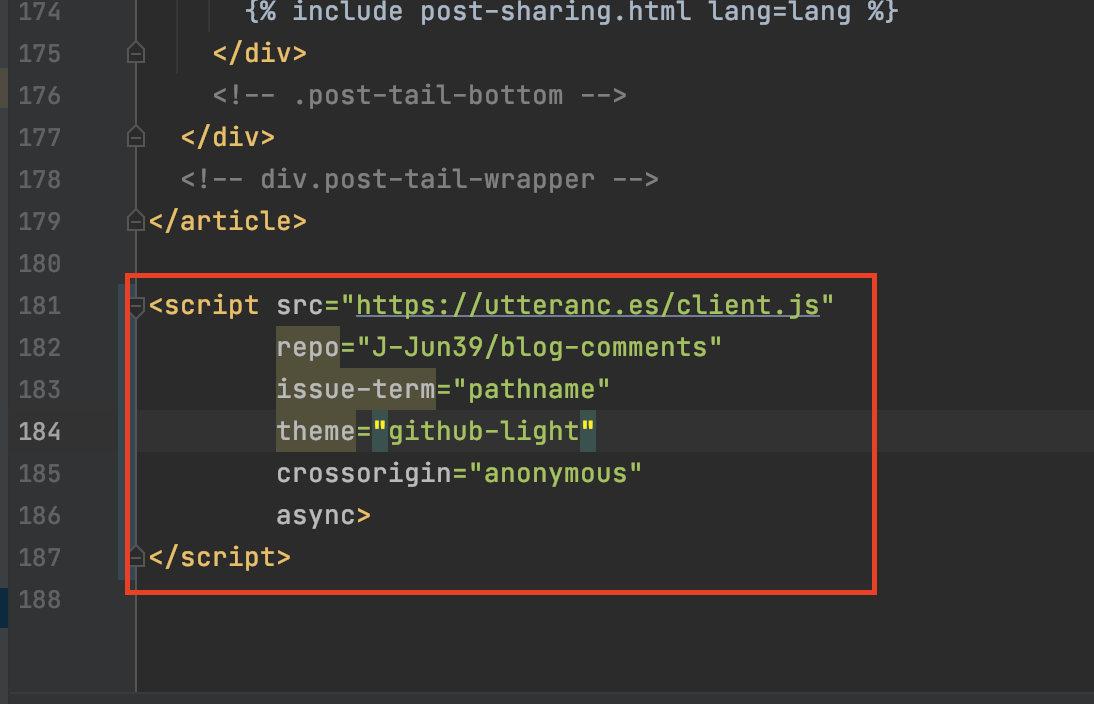 174 {% include post-sharing.html lang=lang %}
175 </div>
176 <!-- .post-tail-bottom -->
177 </div>
178 <!-- div.post-tail-wrapper -->
179 </article>
180
181 <script src="https://utteranc.es/client.js"
182 repo="J-Jun39/blog-comments"
183 issue-term="pathname"
184 theme="github-light"
185 crossorigin="anonymous"
186 async>
187 </script>
188